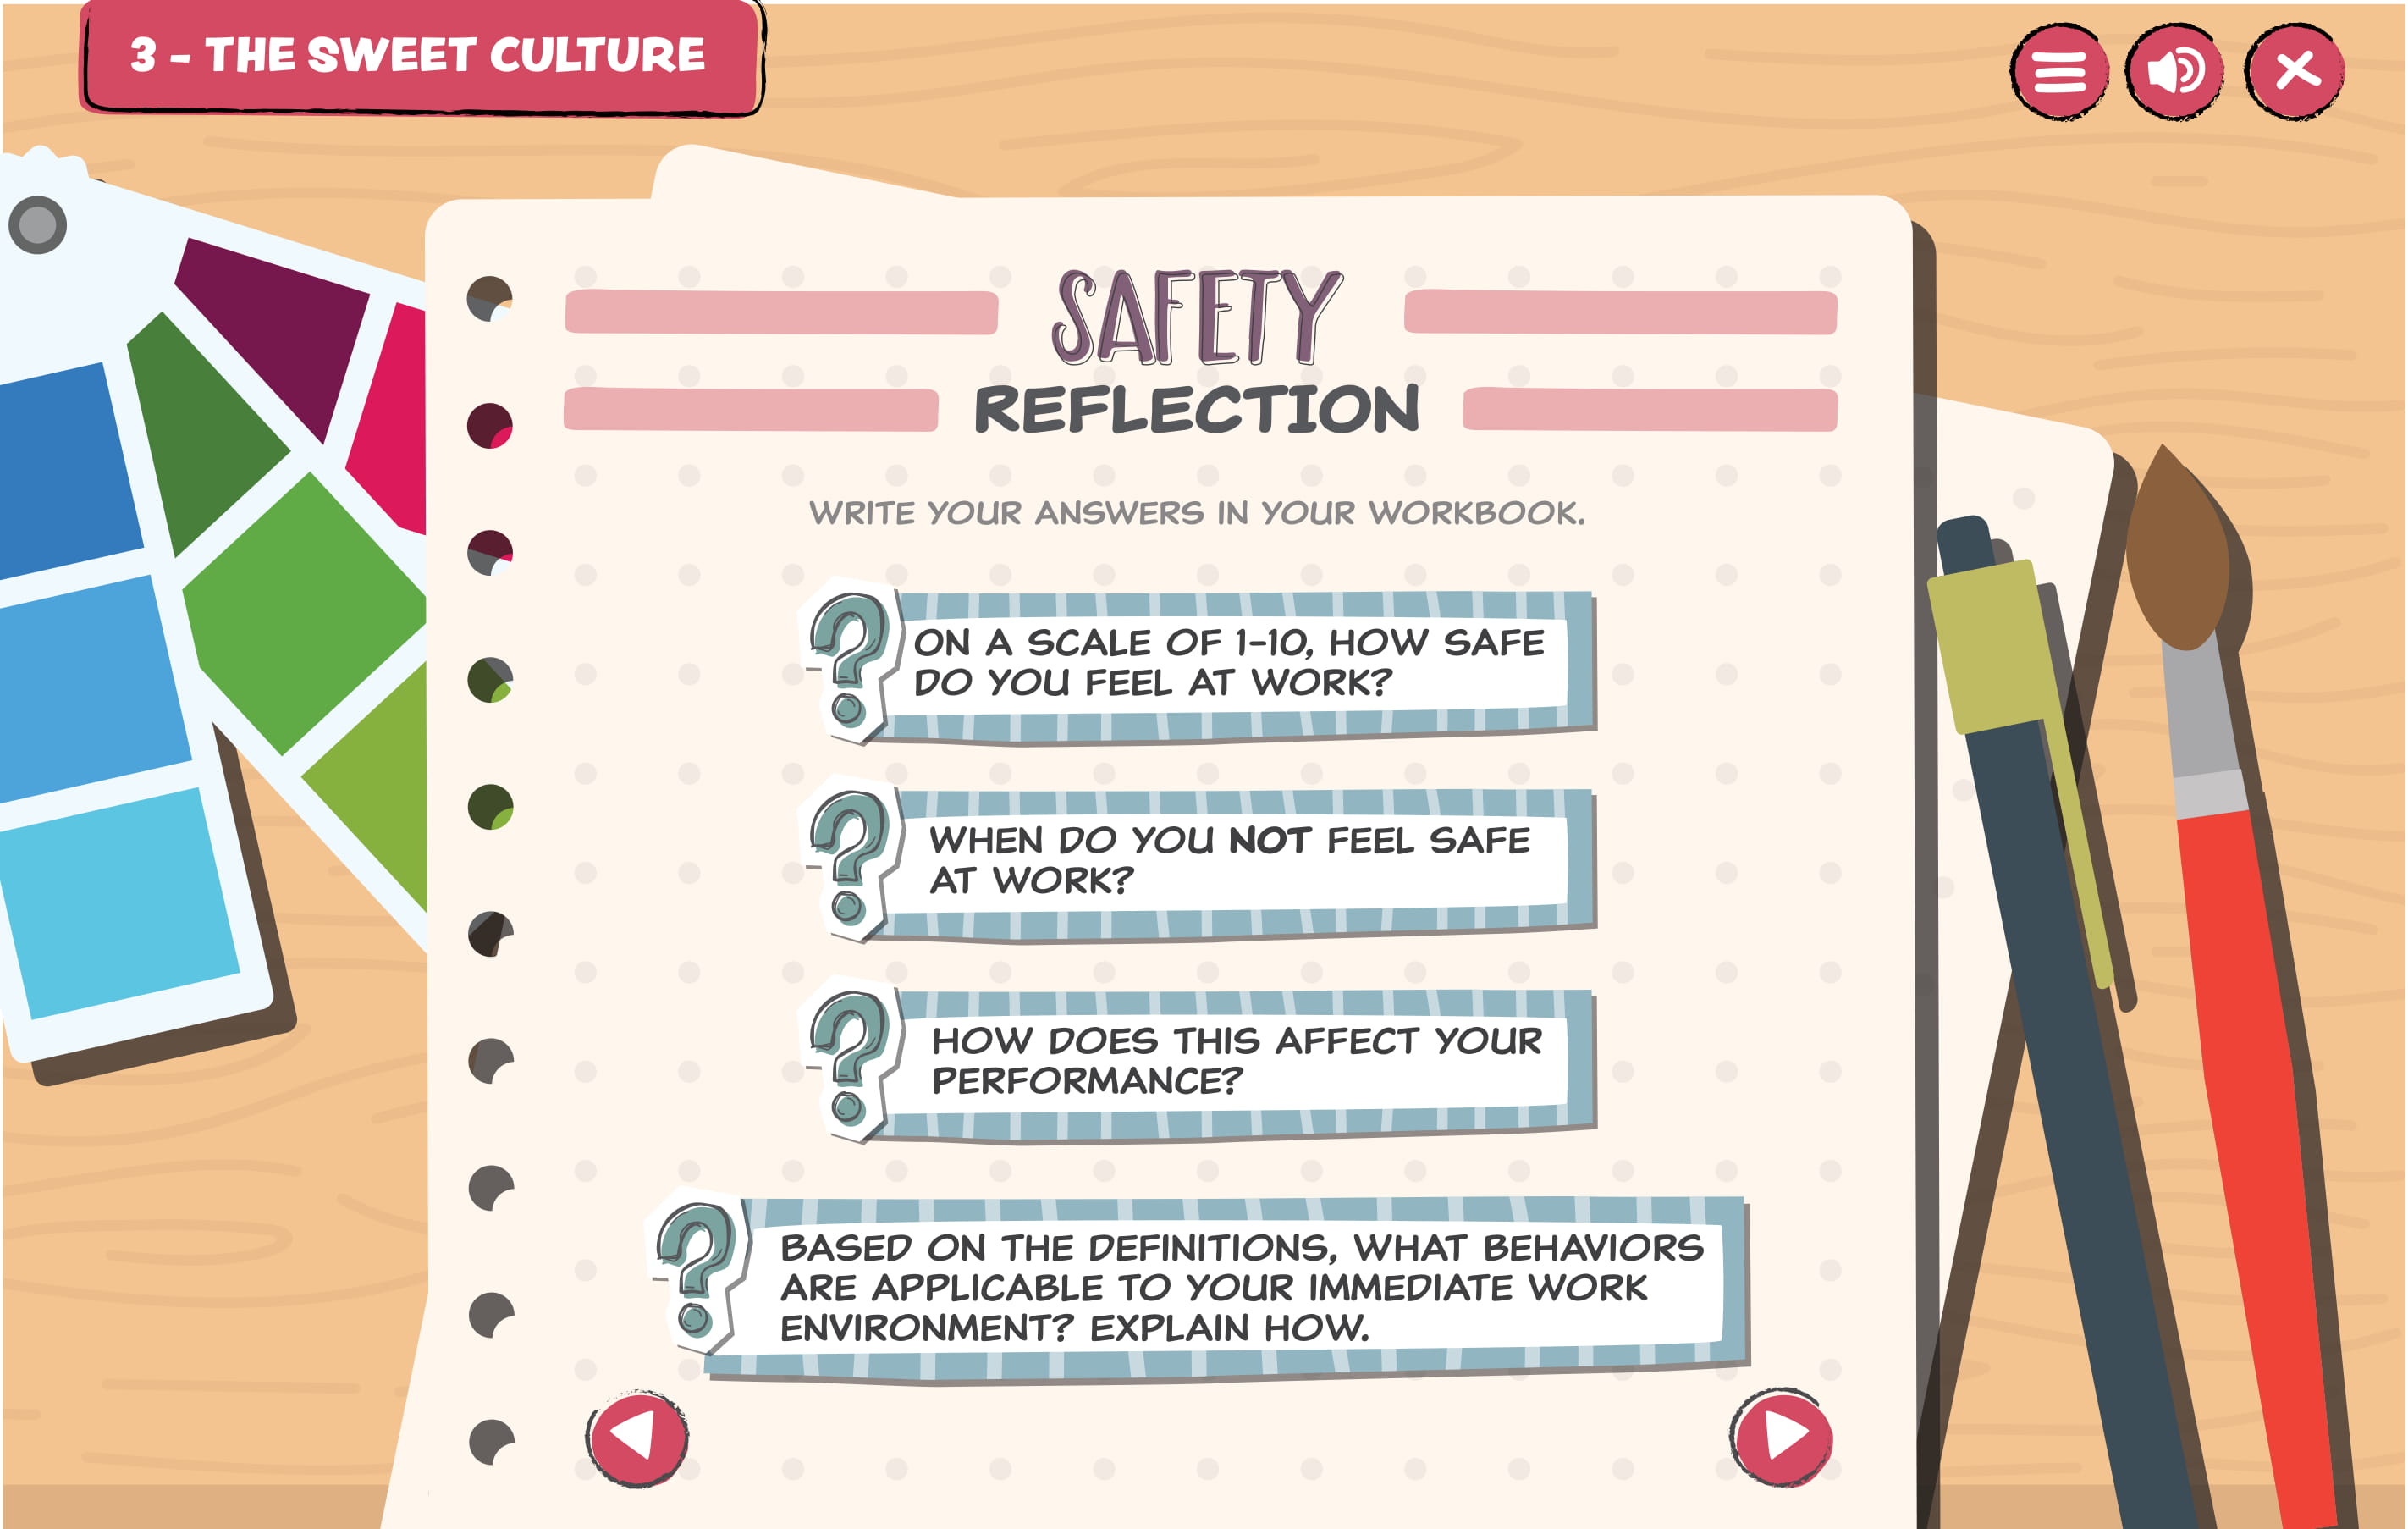 3 - THE SWEET CULTURE
SAFETY
REFLECTION
WRITE YOUR ANSWERS IN YOUR WORKBOOK.
ON A SCALE OF 1-10, HOW SAFE
DO YOU FEEL AT WORK?
WHEN DO YOU NOT FEEL SAFE
AT WORK?
HOW DOES THIS AFFECT YOUR
PERFORMANCE?
BASED ON THE DEFINITIONS, WHAT BEHAVIORS
ARE APPLICABLE TO YOUR IMMEDIATE WORK
ENVIRONMENT? EXPLAIN HOW.